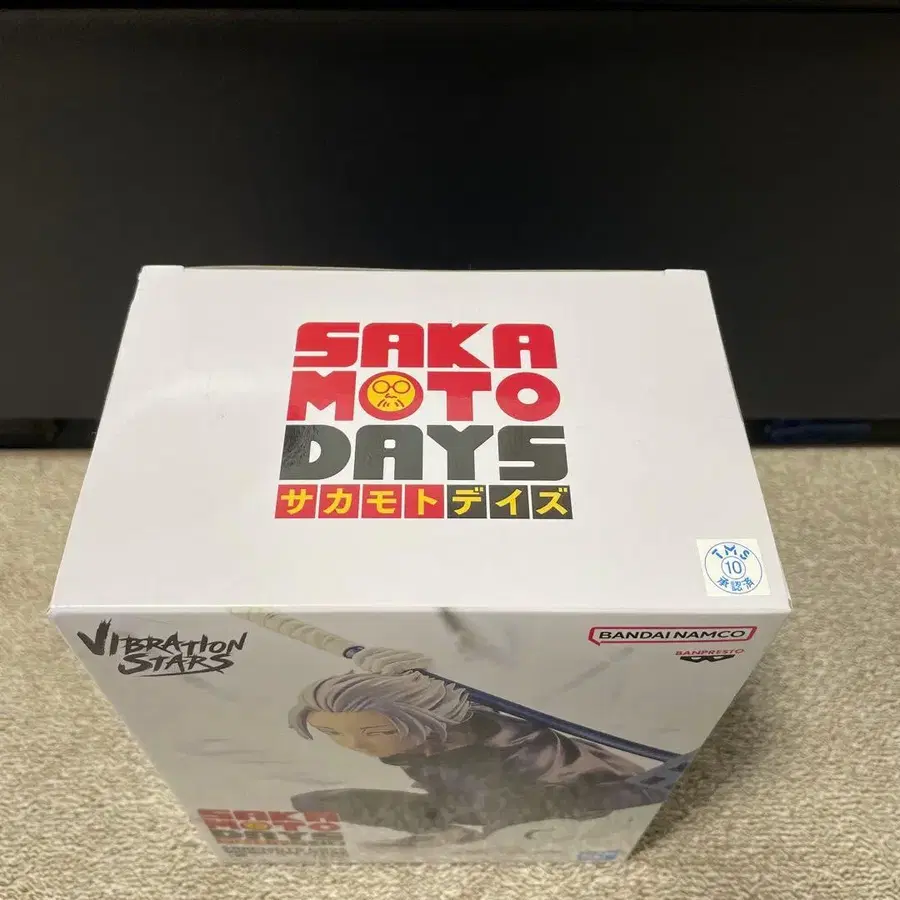 SAKA
MOTO
DAYS
サカモトデイズ
TMS
10
承認済
VIBRATION
STARS
BANDAI NAMCO
BANPRESTO
SAKA
MOTO
DAYS